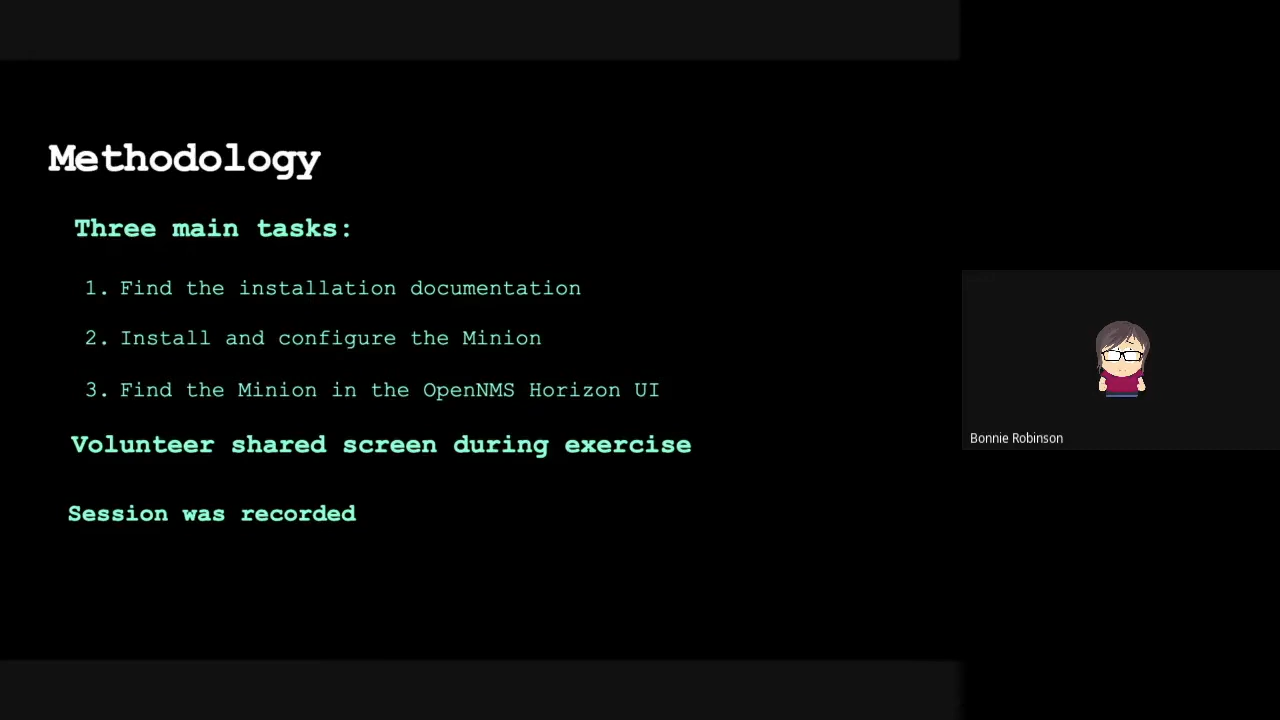 Methodology
Three main tasks:
1. Find the installation documentation
2. Install and configure the Minion
3. Find the Minion in the OpenNMS Horizon UI
Volunteer shared screen during exercise
Session was recorded
Bonnie Robinson